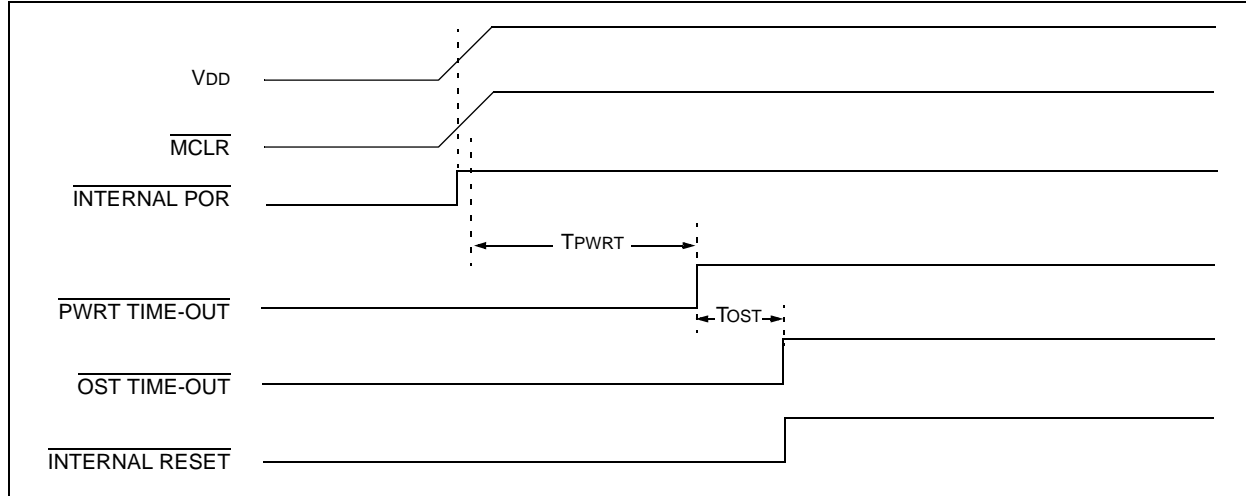 VDD
MCLR
INTERNAL POR
TPWRT
PWRT TIME-OUT
TOST
OST TIME-OUT
INTERNAL RESET